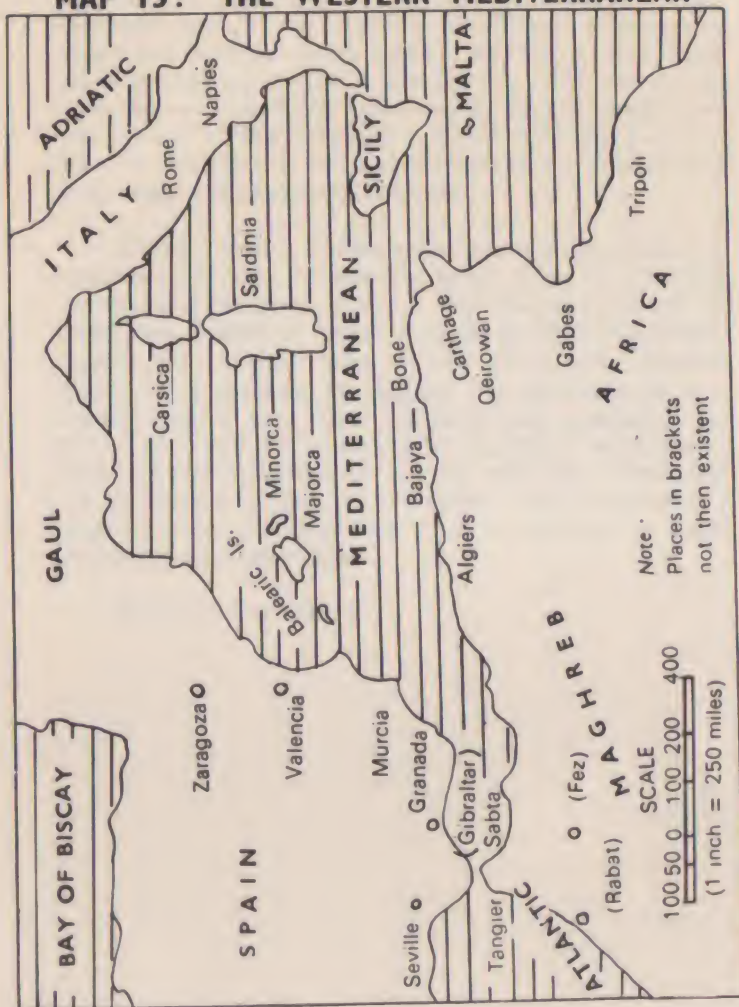 MAP 15: THE WESTERN MEDITERRANEAN
BAY OF BISCAY
GAUL
ITALY
ADRIATIC
Rome
Naples
Zaragoza
Carsica
SPAIN
Valencia
Balearic Is.
Minorca
Majorca
Sardinia
Murcia
MEDITERRANEAN
SICILY
Seville
Granada
(Gibraltar)
Sabta
Tangier
Algiers
Bajaya
Bone
Carthage
Qeirowan
MALTA
ATLANTIC
(Rabat)
(Fez)
MAGHREB
Gabes
Tripoli
AFRICA
SCALE
100 50 0 100 200 400
(1 inch = 250 miles)
Note.
Places in brackets
not then existent